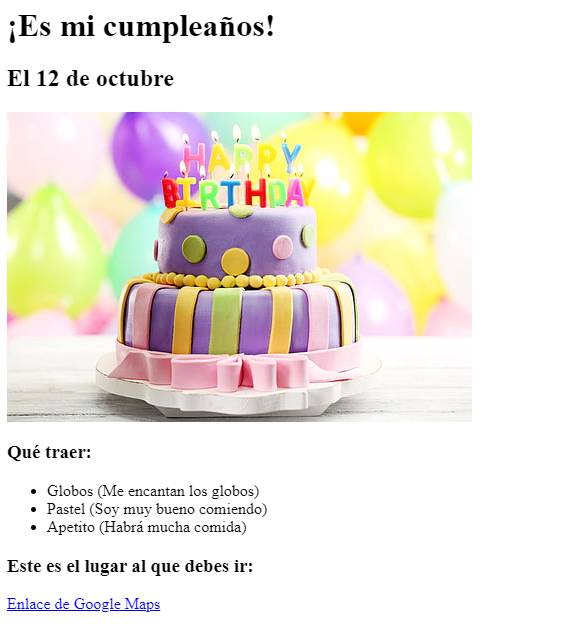 ¡Es mi cumpleaños!
El 12 de octubre
HAPPY
BIRTHDAY
Qué traer:
Globos (Me encantan los globos)
Pastel (Soy muy bueno comiendo)
Apetito (Habrá mucha comida)
Este es el lugar al que debes ir:
Enlace de Google Maps